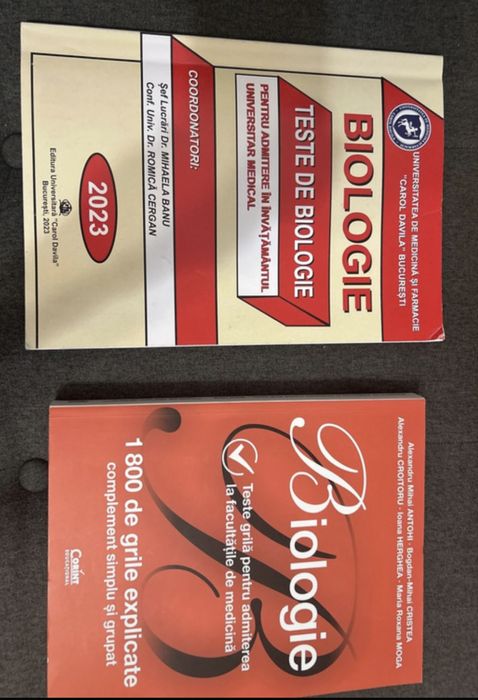 UNIVERSITATEA DE MEDICINĂ ȘI FARMACIE
"CAROL DAVILA" BUCUREȘTI
BIOLOGIE
TESTE DE BIOLOGIE
PENTRU ADMITERE ÎN ÎNVĂȚĂMÂNTUL
UNIVERSITAR MEDICAL
COORDONATORI:
Șef Lucrări Dr. MIHAELA BANU
Conf. Univ. Dr. ROMICĂ CERGAN
2023
Editura Universitară "Carol Davila"
București, 2023
Alexandru Mihai ANTOHI · Bogdan-Mihai CRISTEA
Alexandru CROITORU · Ioana HERGHEA · Maria Roxana MOGA
Biologie
Teste grilă pentru admiterea
la facultățile de medicină
1 800 de grile explicate
complement simplu și grupat
CORINT
EDUCAȚIONAL